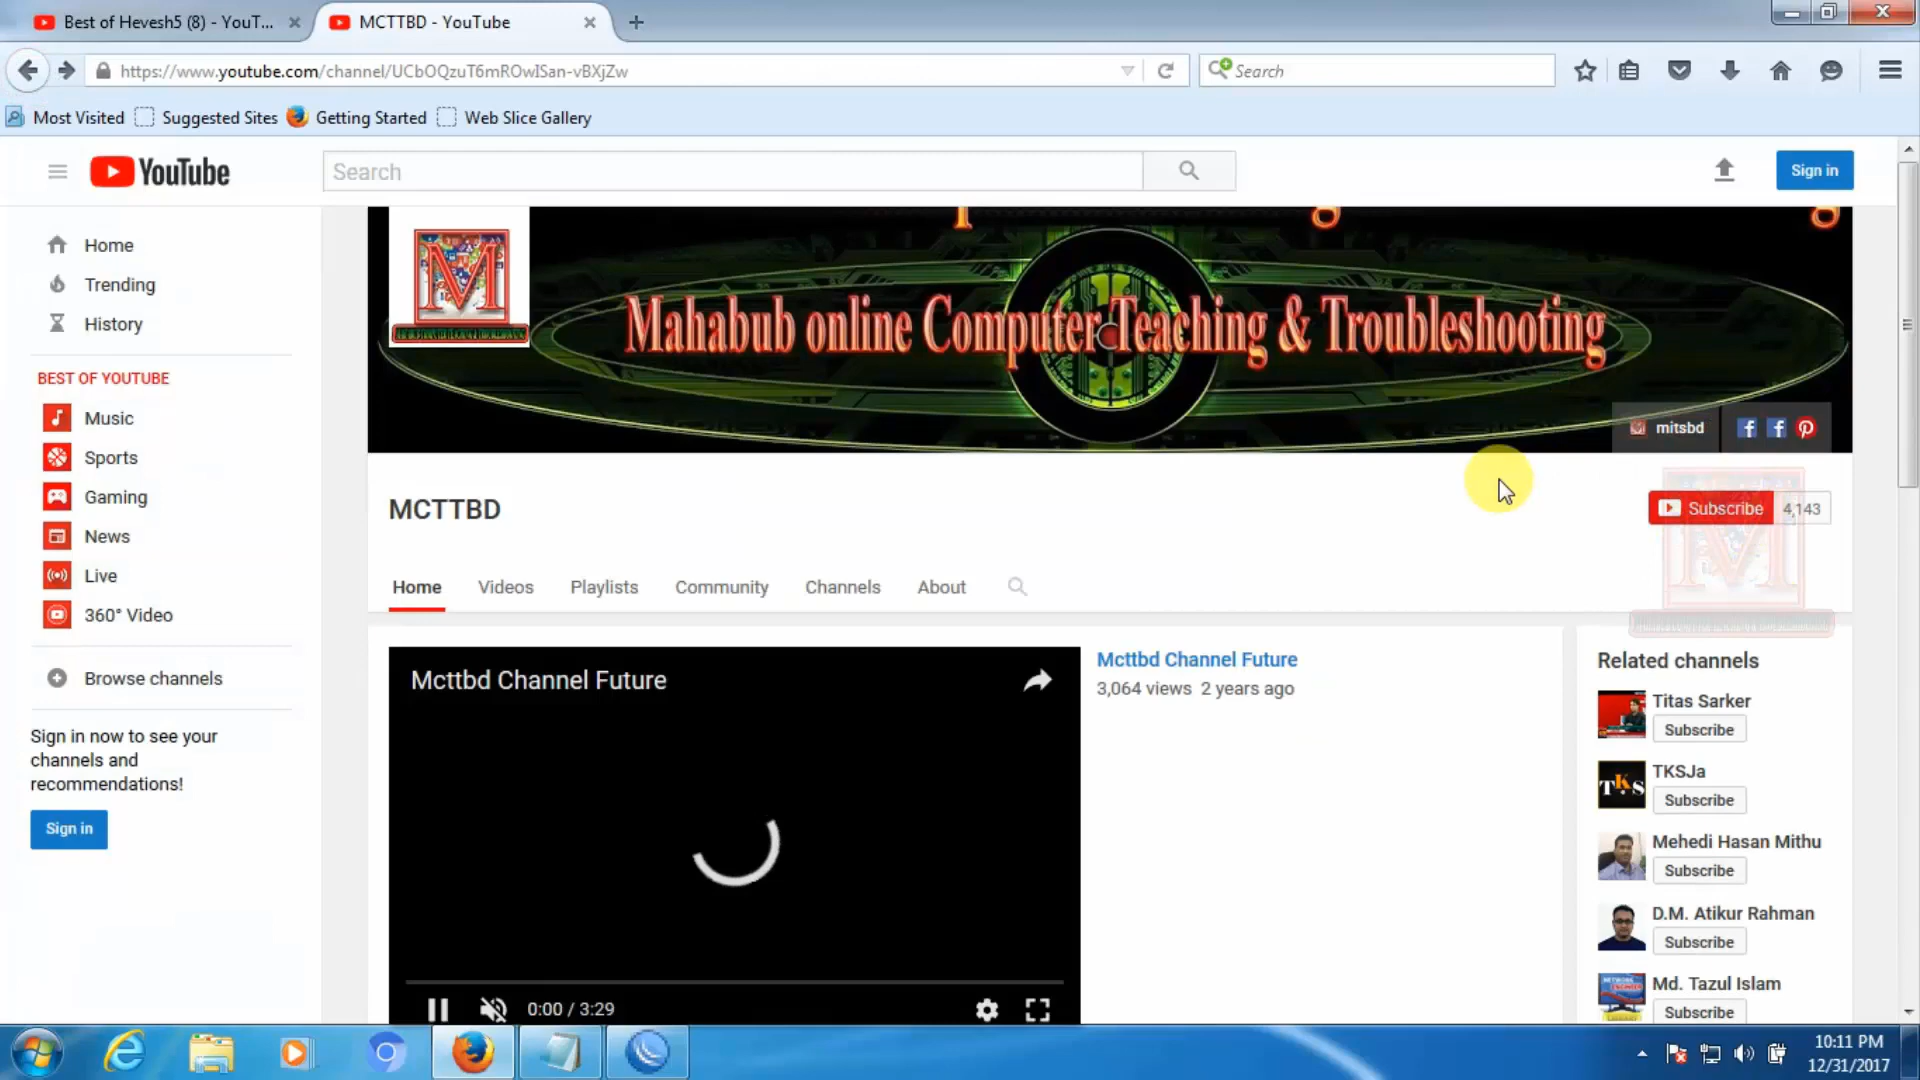 Best of Hevesh5 (8) - YouT...
MCTTBD - YouTube
https://www.youtube.com/channel/UCbOQzuT6mROwISan-vBXjZw
Search
Most Visited
Suggested Sites
Getting Started
Web Slice Gallery
YouTube
Search
Sign in
Home
Trending
History
BEST OF YOUTUBE
Music
Sports
Gaming
News
Live
360° Video
Browse channels
Sign in now to see your
channels and
recommendations!
Sign in
M
Mahabub online Computer Teaching & Troubleshooting
mitsbd
MCTTBD
Subscribe 4,143
Home
Videos
Playlists
Community
Channels
About
Mcttbd Channel Future
0:00 / 3:29
Mcttbd Channel Future
3,064 views 2 years ago
Related channels
Titas Sarker
Subscribe
TKS
TKSJa
Subscribe
Mehedi Hasan Mithu
Subscribe
D.M. Atikur Rahman
Subscribe
Md. Tazul Islam
Subscribe
10:11 PM
12/31/2017